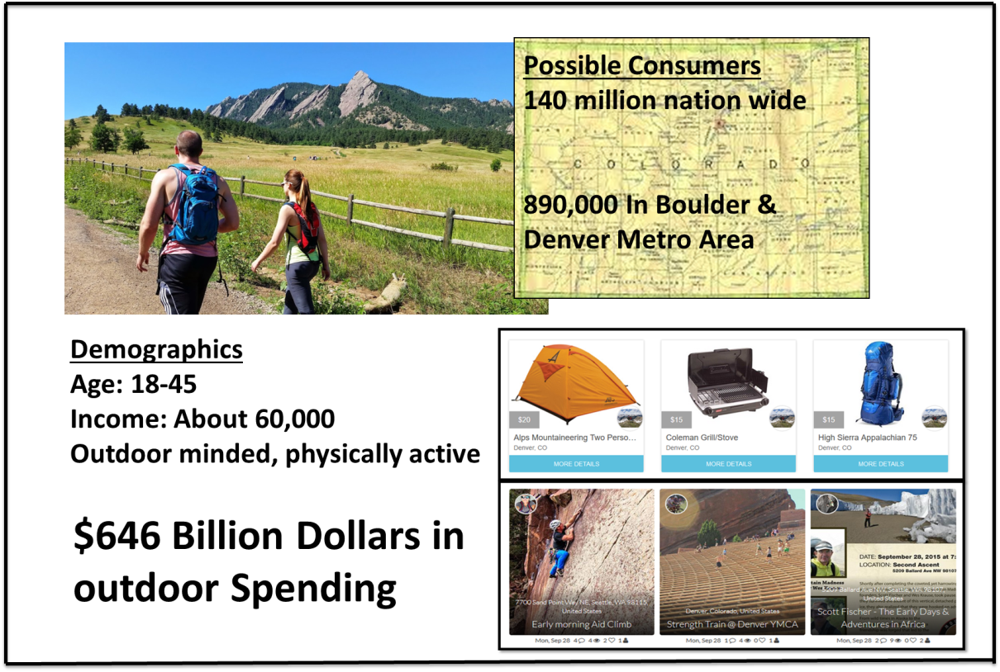 Possible Consumers
140 million nation wide
COLORADO
890,000 In Boulder &
Denver Metro Area
Demographics
Age: 18-45
Income: About 60,000
Outdoor minded, physically active
$646 Billion Dollars in
outdoor Spending
$20
Alps Mountaineering Two Perso...
Denver, CO
MORE DETAILS
$15
Coleman Grill/Stove
Denver, CO
MORE DETAILS
$15
High Sierra Appalachian 75
Denver, CO
MORE DETAILS
7700 Sand Point Way NE, Seattle, WA 98115,
United States
Early morning Aid Climb
Mon, Sep 28 4 4 2 1
Denver, Colorado, United States
Strength Train @ Denver YMCA
Mon, Sep 28 1 4 0 1
DATE: September 28, 2015 at 7:
LOCATION: Second Ascent
5209 Ballard Ave NW 98107
tain Madness
5209 Ballard Ave NW, Seattle, WA 98107,
United States
Scott Fischer - The Early Days &
Adventures in Africa
Mon, Sep 28 2 9 0 2